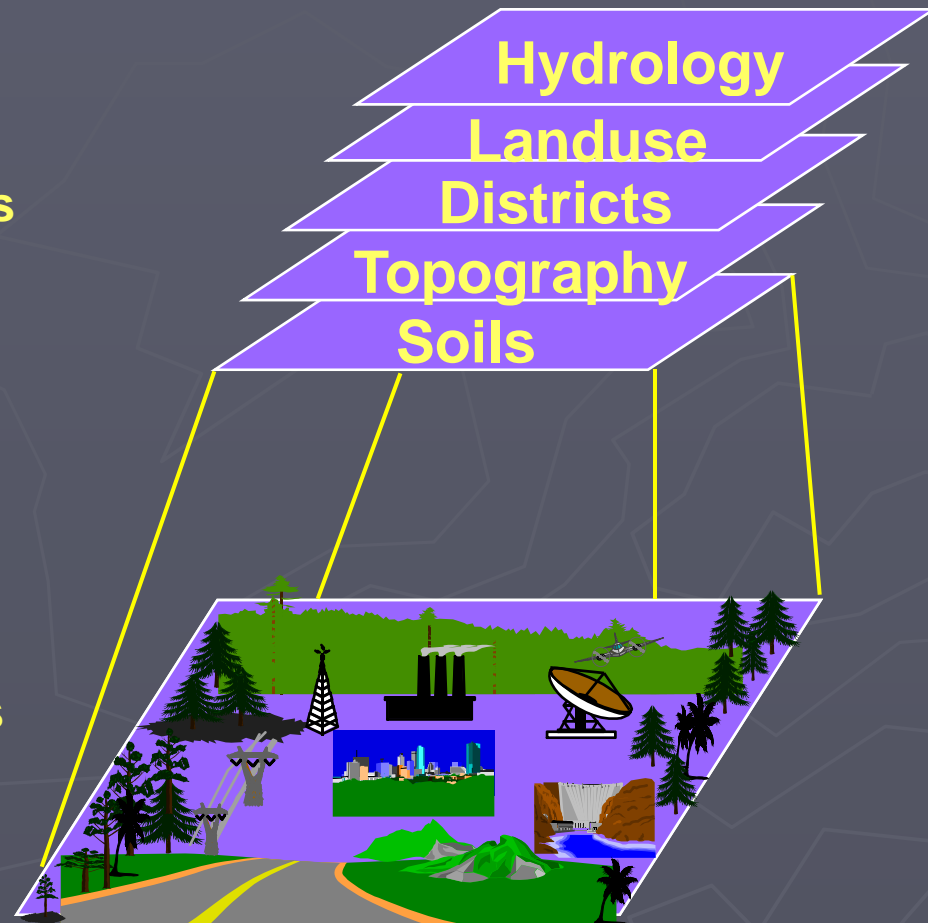 Hydrology
Landuse
Districts
Topography
Soils
s
s